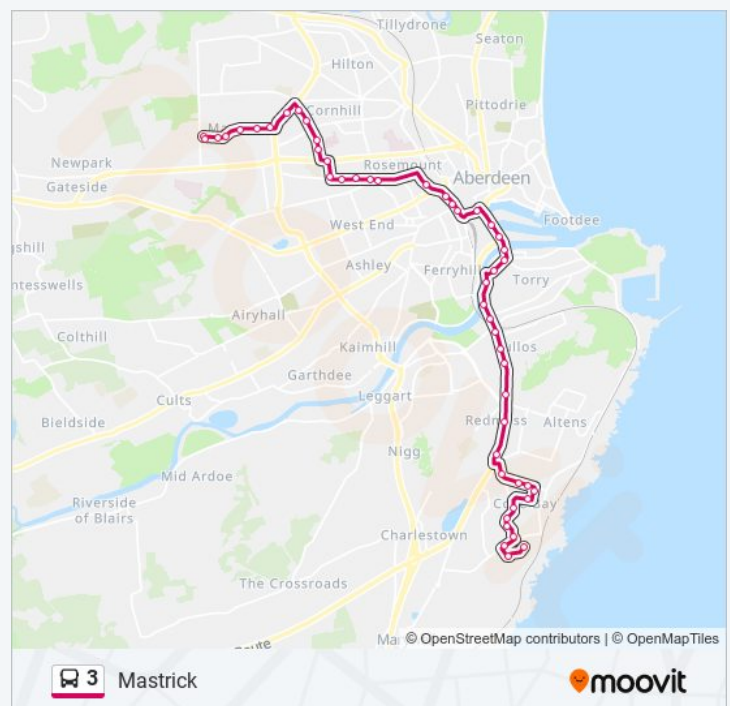 Tillydrone
Seaton
Hilton
Cornhill
Pittodrie
Newpark
Rosemount
Aberdeen
Gateside
West End
Footdee
Ashley
Ferryhill
Torry
Airyhall
Colthill
Kaimhill
Garthdee
Cults
Leggart
Bieldside
Altens
Nigg
Mid Ardoe
Riverside
of Blairs
Charlestown
The Crossroads
© OpenStreetMap contributors | © OpenMapTiles
3 Mastrick
moovit